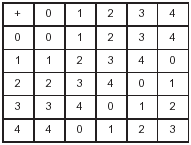 + 0 1 2 3 4
0 0 1 2 3 4
1 1 2 3 4 0
2 2 3 4 0 1
3 3 4 0 1 2
4 4 0 1 2 3